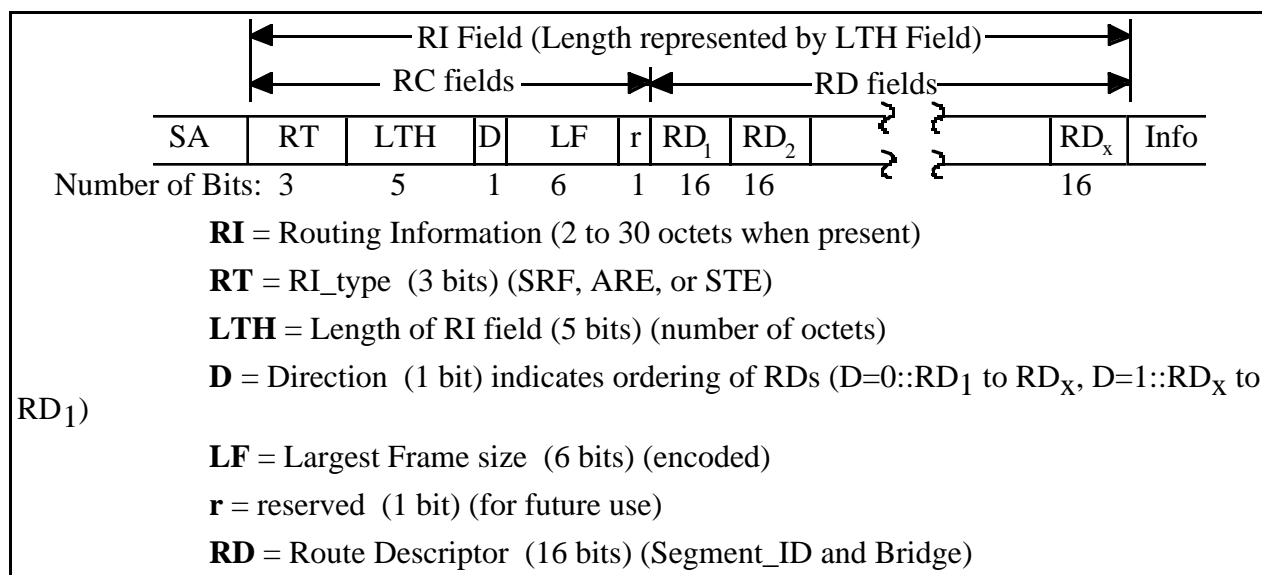 RI Field (Length represented by LTH Field)
RC fields RD fields
SA RT LTH D LF r RD1 RD2 RDx Info
Number of Bits: 3 5 1 6 1 16 16 16
RI = Routing Information (2 to 30 octets when present)
RT = RI_type (3 bits) (SRF, ARE, or STE)
LTH = Length of RI field (5 bits) (number of octets)
D = Direction (1 bit) indicates ordering of RDs (D=0::RD1 to RDx, D=1::RDx to
RD1)
LF = Largest Frame size (6 bits) (encoded)
r = reserved (1 bit) (for future use)
RD = Route Descriptor (16 bits) (Segment_ID and Bridge)